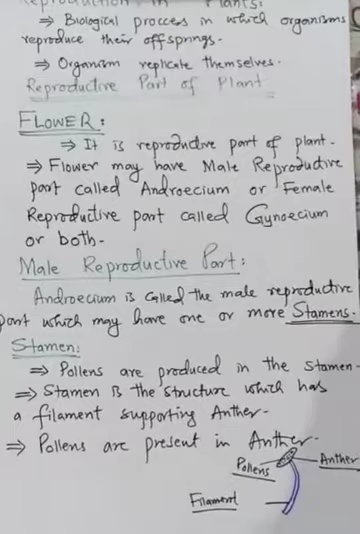 Reproduction in Plants:
⇒ Biological process in which organisms
reproduce their offsprings.
⇒ Organism replicate themselves.
Reproductive Part of Plant
FLOWER:
⇒ It is reproductive part of plant.
⇒ Flower may have Male Reproductive
part called Androecium or Female
Reproductive part called Gynoecium
or both.
Male Reproductive Part:
Androecium is called the male reproductive
part which may have one or more Stamens.
Stamen:
⇒ Pollens are produced in the stamen.
⇒ Stamen is the structure which has
a filament supporting Anther.
⇒ Pollens are present in Anther.
Anther
Pollens
Filament